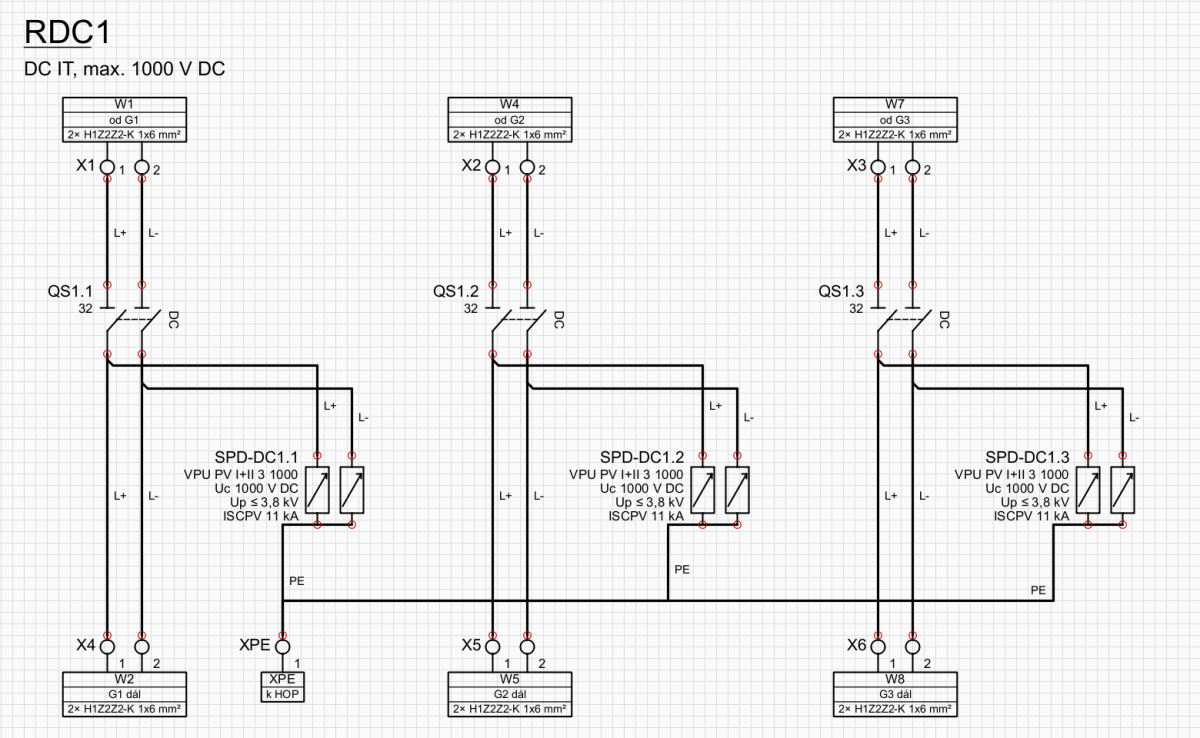 RDC1
DC IT, max. 1000 V DC
W1
od G1
2× H1Z2Z2-K 1x6 mm²
W4
od G2
2× H1Z2Z2-K 1x6 mm²
W7
od G3
2× H1Z2Z2-K 1x6 mm²
X1 1 2
X2 1 2
X3 1 2
L+ L-
L+ L-
L+ L-
QS1.1
32
DC
QS1.2
32
DC
QS1.3
32
DC
L+ L-
L+ L-
L+ L-
SPD-DC1.1
VPU PV I+II 3 1000
Uc 1000 V DC
Up ≤ 3,8 kV
ISCPV 11 kA
SPD-DC1.2
VPU PV I+II 3 1000
Uc 1000 V DC
Up ≤ 3,8 kV
ISCPV 11 kA
SPD-DC1.3
VPU PV I+II 3 1000
Uc 1000 V DC
Up ≤ 3,8 kV
ISCPV 11 kA
L+ L-
L+ L-
L+ L-
PE
PE
PE
X4 1 2
XPE 1
X5 1 2
X6 1 2
W2
G1 dál
2× H1Z2Z2-K 1x6 mm²
XPE
k HOP
W5
G2 dál
2× H1Z2Z2-K 1x6 mm²
W8
G3 dál
2× H1Z2Z2-K 1x6 mm²